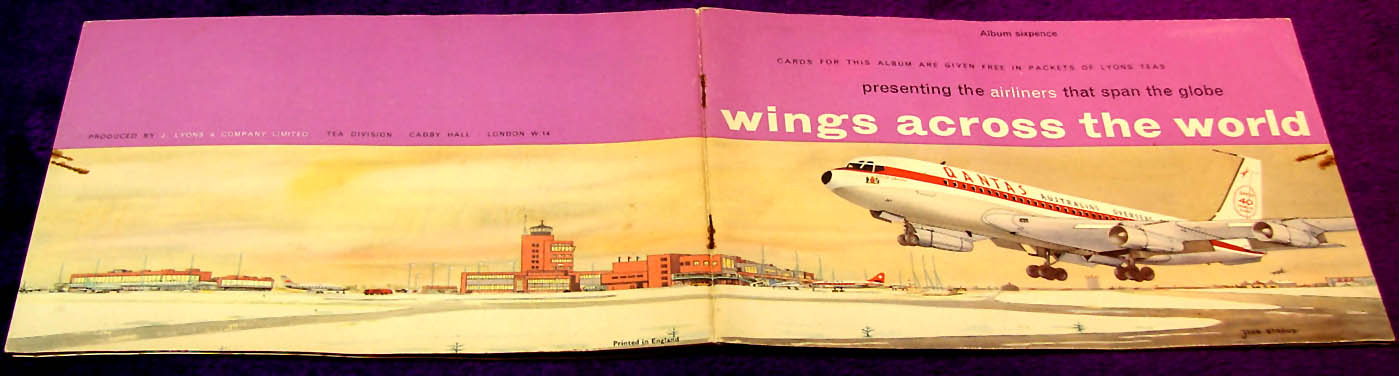 PRODUCED BY J. LYONS & COMPANY LIMITED TEA DIVISION CADBY HALL LONDON W.14
Printed in England
Album sixpence
CARDS FOR THIS ALBUM ARE GIVEN FREE IN PACKETS OF LYONS TEAS
presenting the airliners that span the globe
wings across the world
QANTAS AUSTRALIA'S OVERSEAS